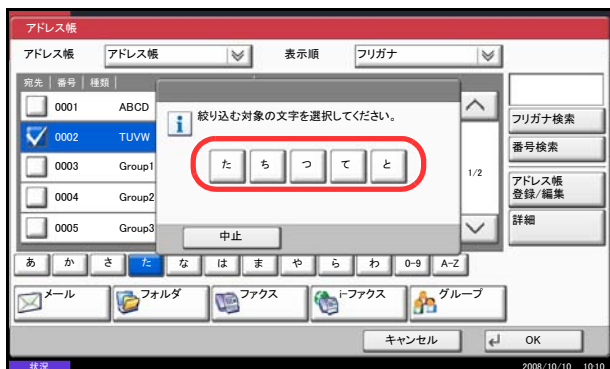 アドレス帳
アドレス帳 アドレス帳 表示順 フリガナ
宛先 番号 種類
0001 ABCD
0002 TUVW
0003 Group1
0004 Group2
0005 Group3
絞り込む対象の文字を選択してください。
た ち つ て と
中止
1/2
フリガナ検索
番号検索
アドレス帳
登録/編集
詳細
あ か さ た な は ま や ら わ 0-9 A-Z
メール フォルダ ファクス i-ファクス グループ
キャンセル OK
状況 2008/10/10 10:10